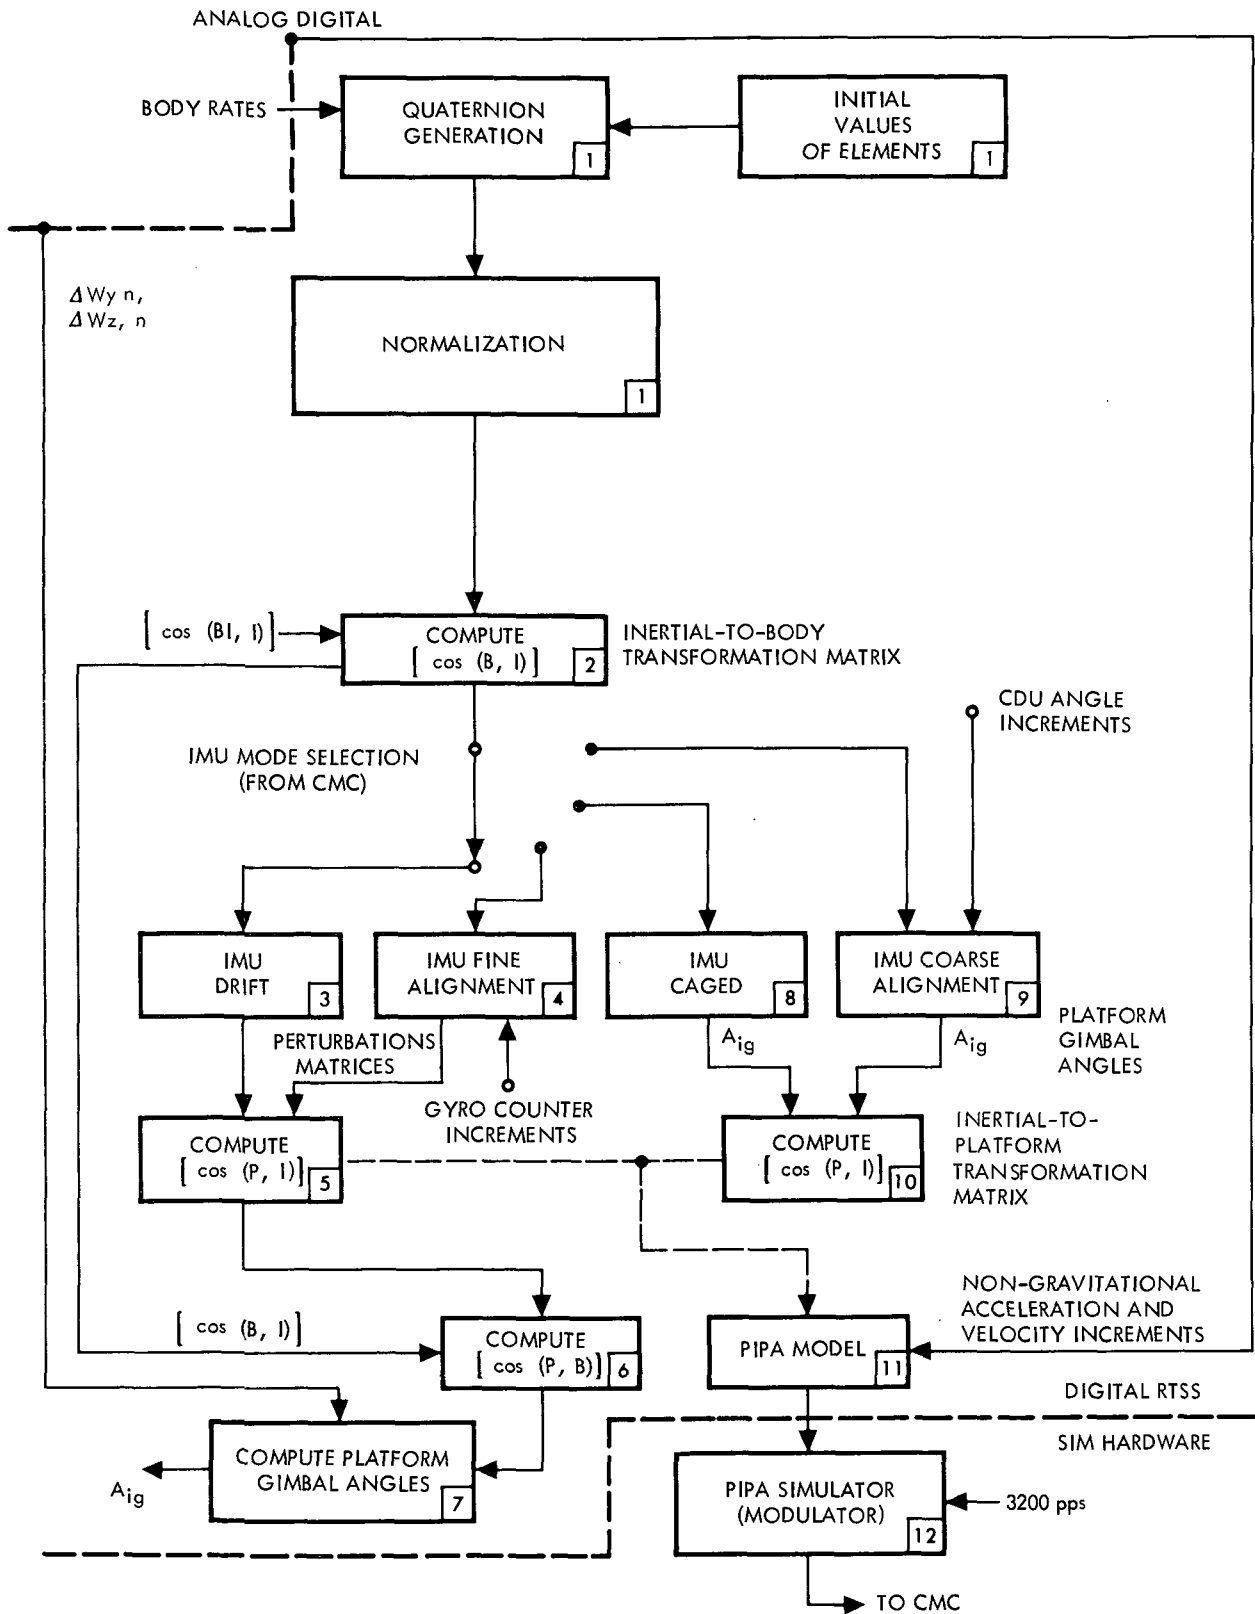 ANALOG DIGITAL
BODY RATES
QUATERNION
GENERATION
1
INITIAL
VALUES
OF ELEMENTS
1
ΔWy n,
ΔWz, n
NORMALIZATION
1
[cos (BI, I)]
COMPUTE
[cos (B, I)]
2
INERTIAL-TO-BODY
TRANSFORMATION MATRIX
CDU ANGLE
INCREMENTS
IMU MODE SELECTION
(FROM CMC)
IMU
DRIFT
3
IMU FINE
ALIGNMENT
4
IMU
CAGED
8
IMU COARSE
ALIGNMENT
9
PERTURBATIONS
MATRICES
Aig
Aig
PLATFORM
GIMBAL
ANGLES
GYRO COUNTER
INCREMENTS
COMPUTE
[cos (P, I)]
5
COMPUTE
[cos (P, I)]
10
INERTIAL-TO-
PLATFORM
TRANSFORMATION
MATRIX
[cos (B, I)]
COMPUTE
[cos (P, B)]
6
PIPA MODEL
11
NON-GRAVITATIONAL
ACCELERATION AND
VELOCITY INCREMENTS
DIGITAL RTSS
SIM HARDWARE
Aig
COMPUTE PLATFORM
GIMBAL ANGLES
7
PIPA SIMULATOR
(MODULATOR)
12
3200 pps
TO CMC